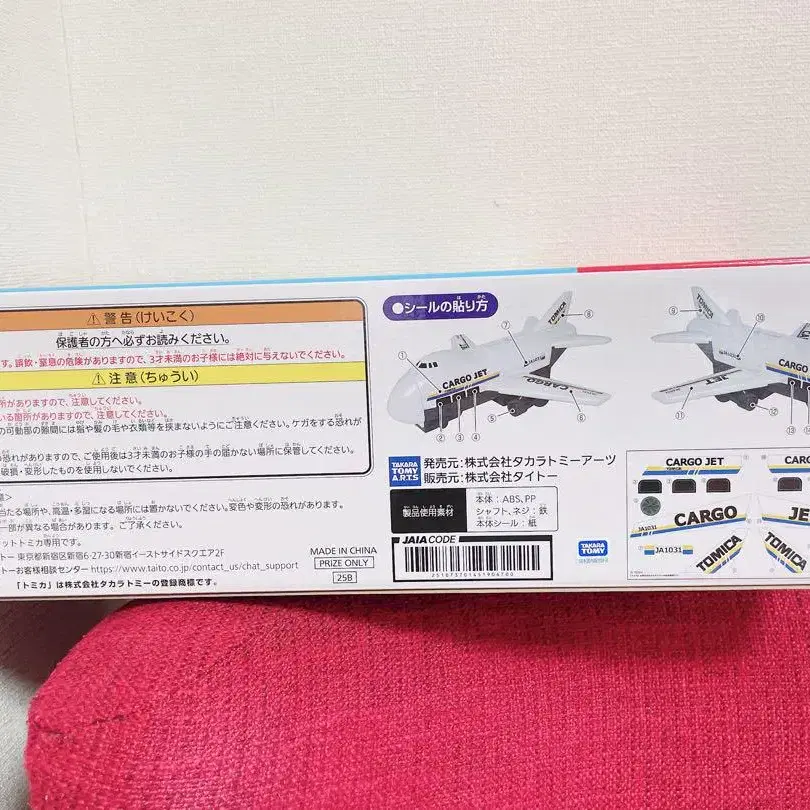 ⚠警告(けいこく)
保護者の方へ必ずお読みください。
す。誤飲・窒息の危険がありますので、3才未満のお子様には絶対に与えないでください。
⚠注意(ちゅうい)
所がありますので、注意してください。
いる箇所がありますので、注意してください。
の可動部の隙間には指や髪の毛や衣類等を挟まないようにご注意ください。ケガをする恐れが
恐れがありますので、ご使用後は3才未満のお子様の手の届かない場所に保管してください。
破損・変形したものを使用しないでください。
当たる場所や、高温・多湿になる場所には置かないでください。変色や変形の恐れがあります。
一部が異なる場合があります。ご了承ください。
ットトミカ専用です。
トー 東京都新宿区新宿6-27-30新宿イーストサイドスクエア2F
トーお客様相談センター https://www.taito.co.jp/contact_us/chat_support
「トミカ」は株式会社タカラトミーの登録商標です。
MADE IN CHINA
PRIZE ONLY
25B
●シールの貼り方
① ② ③ ④ ⑤ ⑥ ⑦ ⑧
CARGO JET
CARGO
TOMICA
⑨ ⑩ ⑪ ⑫ ⑬
TOMICA
JET
TAKARA TOMY A.R.T.S
発売元:株式会社タカラトミーアーツ
販売元:株式会社タイトー
製品使用素材
本体:ABS,PP
シャフト、ネジ:鉄
本体シール:紙
JAIA CODE
TAKARA TOMY
CARGO JET
TOMICA
CARGO
JA1031
JA1031
TOMICA
CARG
TOMICA
JE
TOMICA